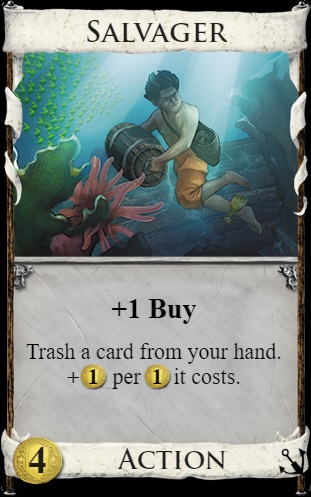 SALVAGER
+1 Buy
Trash a card from your hand.
+1 per 1 it costs.
4 ACTION